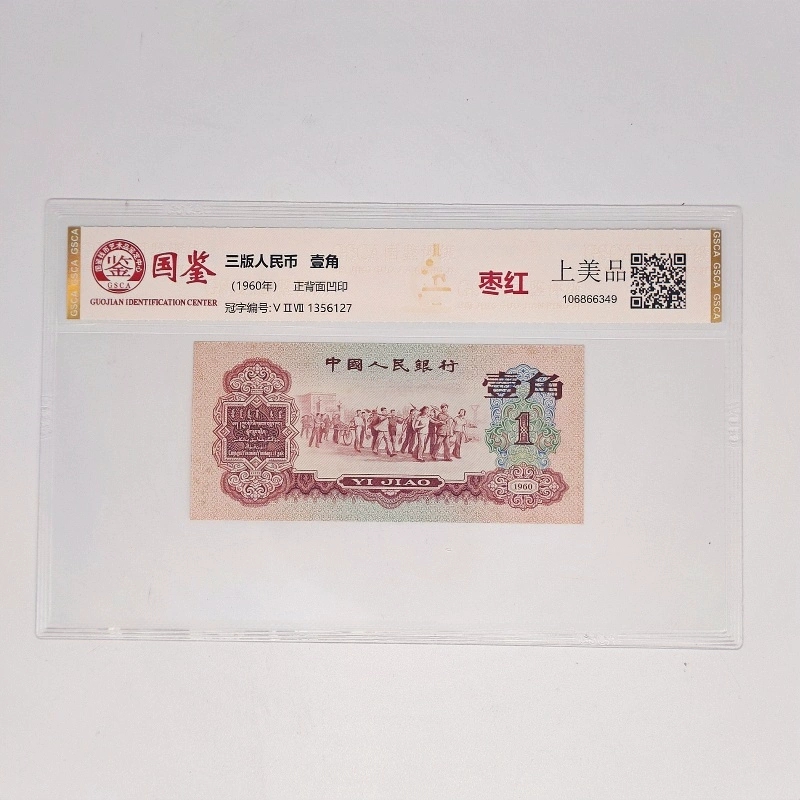 国鉴
GSCA
GUOJIAN IDENTIFICATION CENTER
三版人民币 壹角
(1960年) 正背面凹印
冠字编号:V II VII 1356127
枣红
上美品
106866349
GSCA GSCA GSCA
GSCA GSCA GSCA
中國人民銀行
壹角
1
YI JIAO
1960